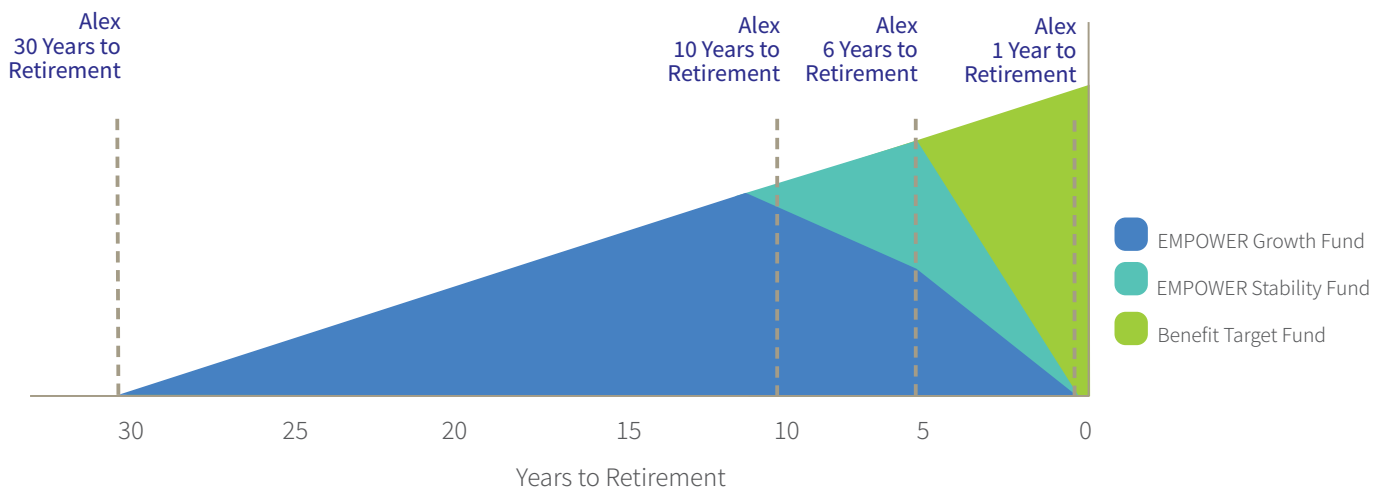 Alex
30 Years to
Retirement
Alex
10 Years to
Retirement
Alex
6 Years to
Retirement
Alex
1 Year to
Retirement
EMPOWER Growth Fund
EMPOWER Stability Fund
Benefit Target Fund
30 25 20 15 10 5 0
Years to Retirement